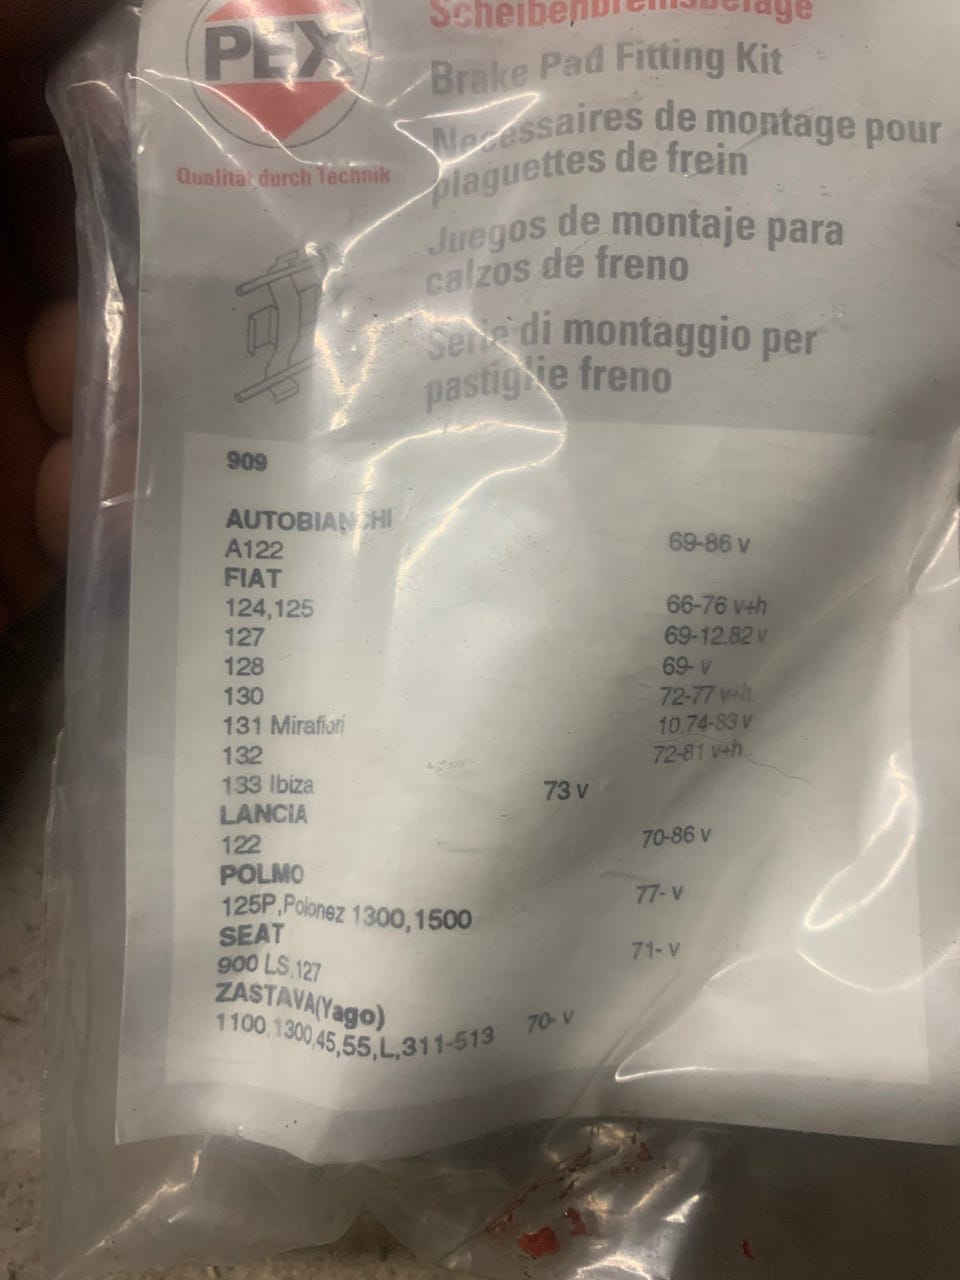 PEX
Qualität durch Technik
Scheibenbremsbeläge
Brake Pad Fitting Kit
Necessaires de montage pour
plaguettes de frein
Juegos de montaje para
calzos de freno
Serie di montaggio per
pastiglie freno
909
AUTOBIANCHI
A122 69-86 v
FIAT
124,125 66-76 v+h
127 69-12.82 v
128 69- v
130 72-77 v+h
131 Mirafiori 10.74-83 v
132 72-81 v+h
133 Ibiza 73 v
LANCIA
122 70-86 v
POLMO
125P,Polonez 1300,1500 77- v
SEAT
900 LS,127 71- v
ZASTAVA(Yago)
1100,1300,45,55,L,311-513 70- v